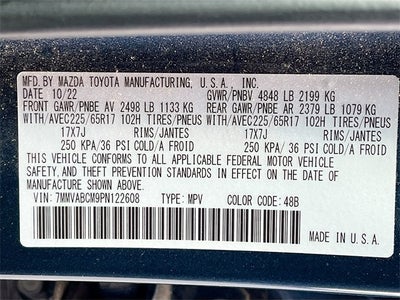 MFD. BY MAZDA TOYOTA MANUFACTURING, U.S.A., INC.
DATE 10/22 GVWR/PNBV 4848 LB 2199 KG
FRONT GAWR/PNBE AV 2498 LB 1133 KG REAR GAWR/PNBE AR 2379 LB 1079 KG
WITH/AVEC225/65R17 102H TIRES/PNEUS WITH/AVEC225/65R17 102H TIRES/PNEUS
17X7J RIMS/JANTES 17X7J RIMS/JANTES
250 KPA/36 PSI COLD/A FROID 250 KPA/36 PSI COLD/A FROID
THIS VEHICLE CONFORMS TO ALL APPLICABLE FEDERAL MOTOR VEHICLE
SAFETY, AND THEFT PREVENTION STANDARDS IN EFFECT ON THE DATE OF
MANUFACTURE SHOWN ABOVE.
VIN: 7MMVABCM9PN122608 TYPE: MPV COLOR CODE: 48B
MADE IN U.S.A